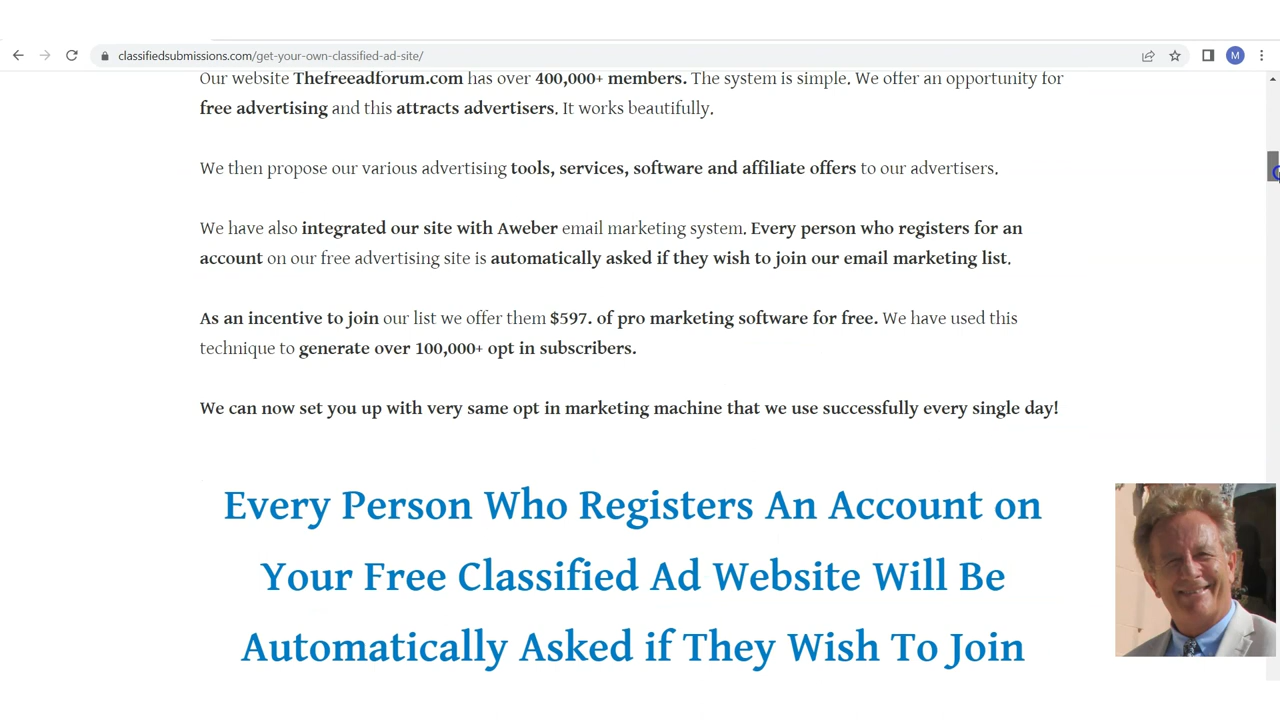 classifiedsubmissions.com/get-your-own-classified-ad-site/
M
Our website Thefreeadforum.com has over 400,000+ members. The system is simple. We offer an opportunity for
free advertising and this attracts advertisers. It works beautifully.
We then propose our various advertising tools, services, software and affiliate offers to our advertisers.
We have also integrated our site with Aweber email marketing system. Every person who registers for an
account on our free advertising site is automatically asked if they wish to join our email marketing list.
As an incentive to join our list we offer them $597. of pro marketing software for free. We have used this
technique to generate over 100,000+ opt in subscribers.
We can now set you up with very same opt in marketing machine that we use successfully every single day!
Every Person Who Registers An Account on
Your Free Classified Ad Website Will Be
Automatically Asked if They Wish To Join